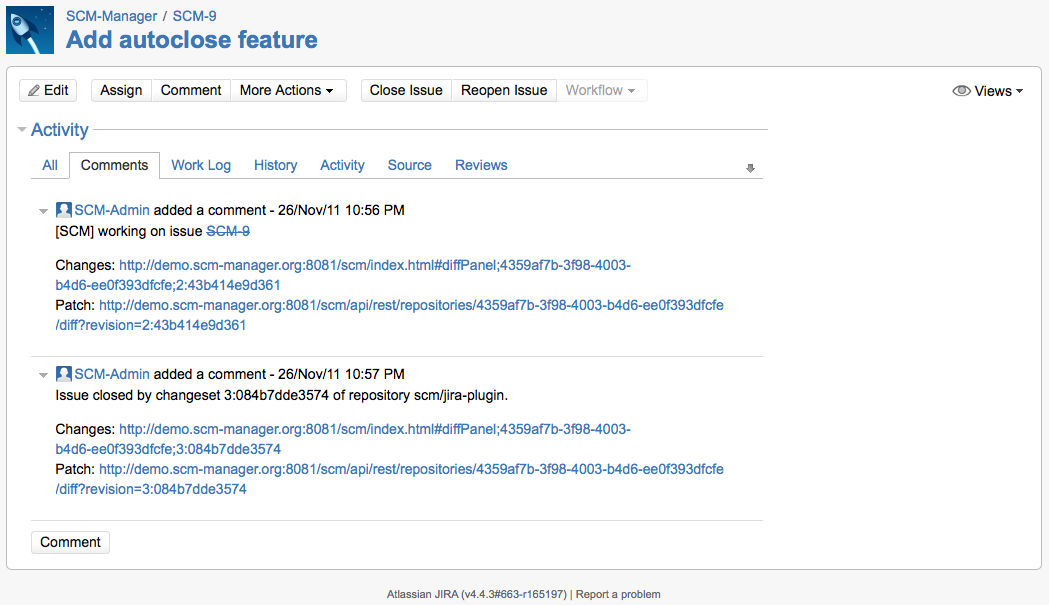 SCM-Manager / SCM-9
Add autoclose feature
Edit Assign Comment More Actions Close Issue Reopen Issue Workflow Views
Activity
All Comments Work Log History Activity Source Reviews
SCM-Admin added a comment - 26/Nov/11 10:56 PM
[SCM] working on issue SCM-9
Changes: http://demo.scm-manager.org:8081/scm/index.html#diffPanel;4359af7b-3f98-4003-
b4d6-ee0f393dfcfe;2:43b414e9d361
Patch: http://demo.scm-manager.org:8081/scm/api/rest/repositories/4359af7b-3f98-4003-b4d6-ee0f393dfcfe
/diff?revision=2:43b414e9d361
SCM-Admin added a comment - 26/Nov/11 10:57 PM
Issue closed by changeset 3:084b7dde3574 of repository scm/jira-plugin.
Changes: http://demo.scm-manager.org:8081/scm/index.html#diffPanel;4359af7b-3f98-4003-
b4d6-ee0f393dfcfe;3:084b7dde3574
Patch: http://demo.scm-manager.org:8081/scm/api/rest/repositories/4359af7b-3f98-4003-b4d6-ee0f393dfcfe
/diff?revision=3:084b7dde3574
Comment
Atlassian JIRA (v4.4.3#663-r165197) | Report a problem